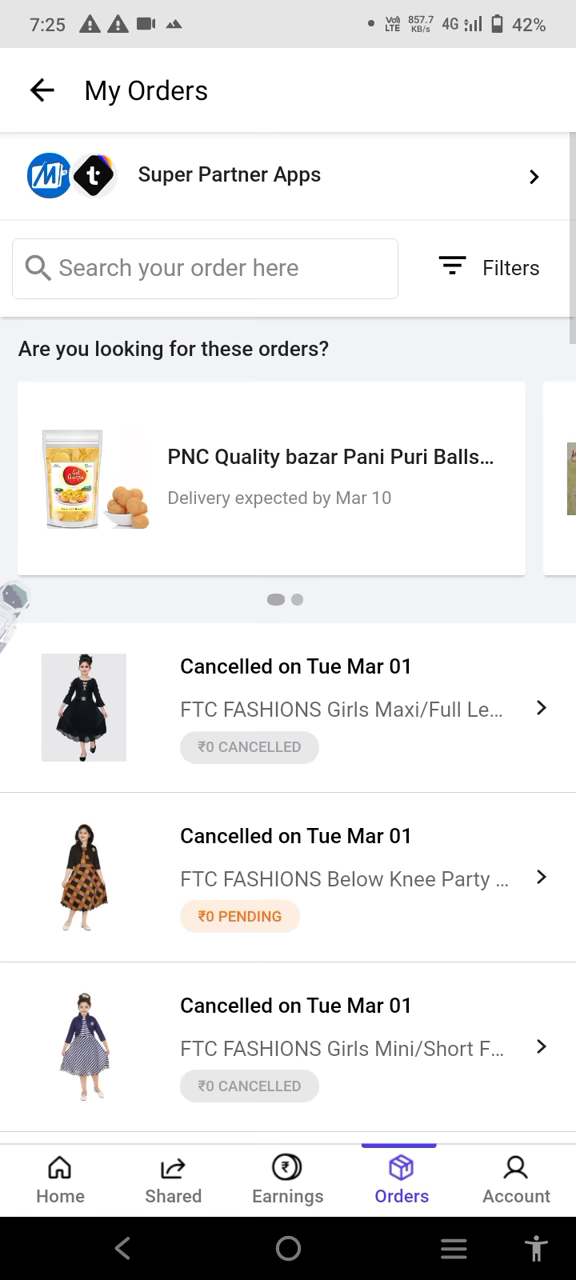 7:25
Vo) LTE
857.7 KB/s
4G
42%
My Orders
Super Partner Apps
Search your order here
Filters
Are you looking for these orders?
PNC Quality bazar Pani Puri Balls...
Delivery expected by Mar 10
Cancelled on Tue Mar 01
FTC FASHIONS Girls Maxi/Full Le...
₹0 CANCELLED
Cancelled on Tue Mar 01
FTC FASHIONS Below Knee Party ...
₹0 PENDING
Cancelled on Tue Mar 01
FTC FASHIONS Girls Mini/Short F...
₹0 CANCELLED
Home
Shared
Earnings
Orders
Account